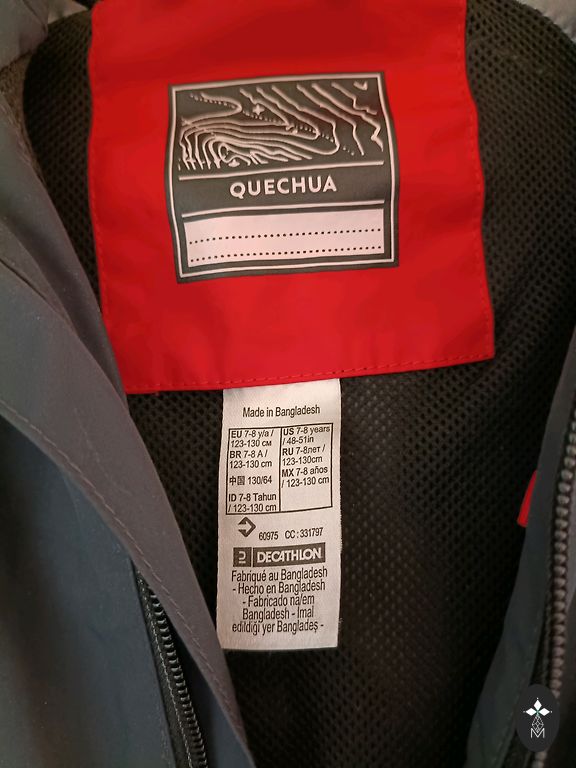 QUECHUA
Made in Bangladesh
EU 7-8 y/a /
123-130 см
BR 7-8 A /
123-130 cm
中国 130/64
ID 7-8 Tahun
/ 123-130 cm
US 7-8 years
/ 48-51in
RU 7-8лет /
123-130cm
MX 7-8 años
/ 123-130 cm
60975 CC : 331797
DECATHLON
Fabriqué au Bangladesh
- Hecho en Bangladesh
- Fabricado na/em
Bangladesh - Imal
edildiği yer Bangladeş -